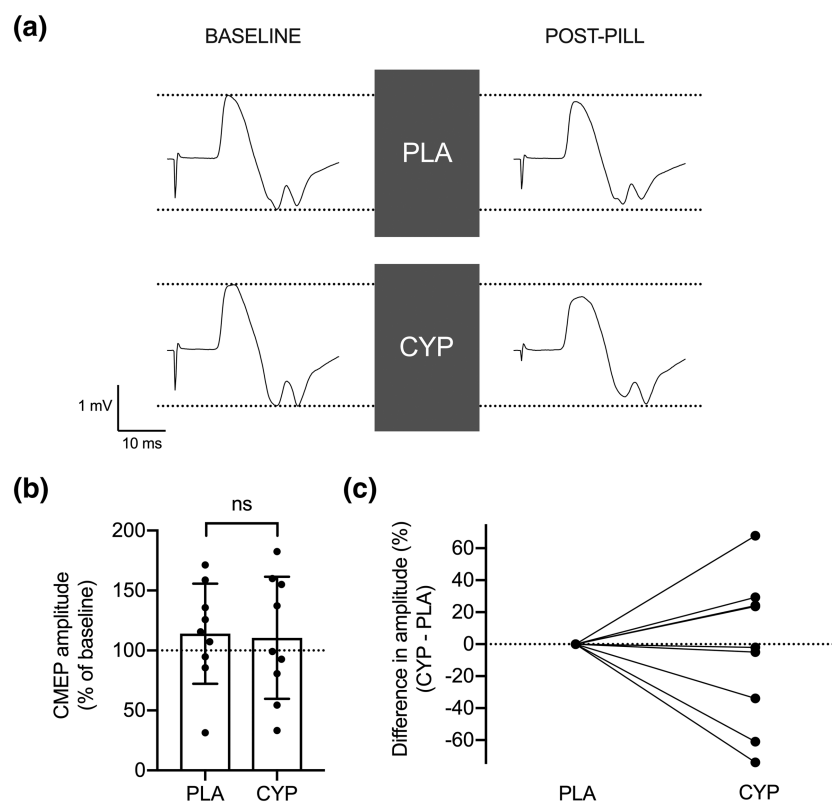 (a)
BASELINE
POST-PILL
PLA
CYP
1 mV
10 ms
(b)
ns
CMEP amplitude
(% of baseline)
200
150
100
50
0
PLA
CYP
(c)
Difference in amplitude (%)
(CYP - PLA)
60
40
20
0
-20
-40
-60
PLA
CYP